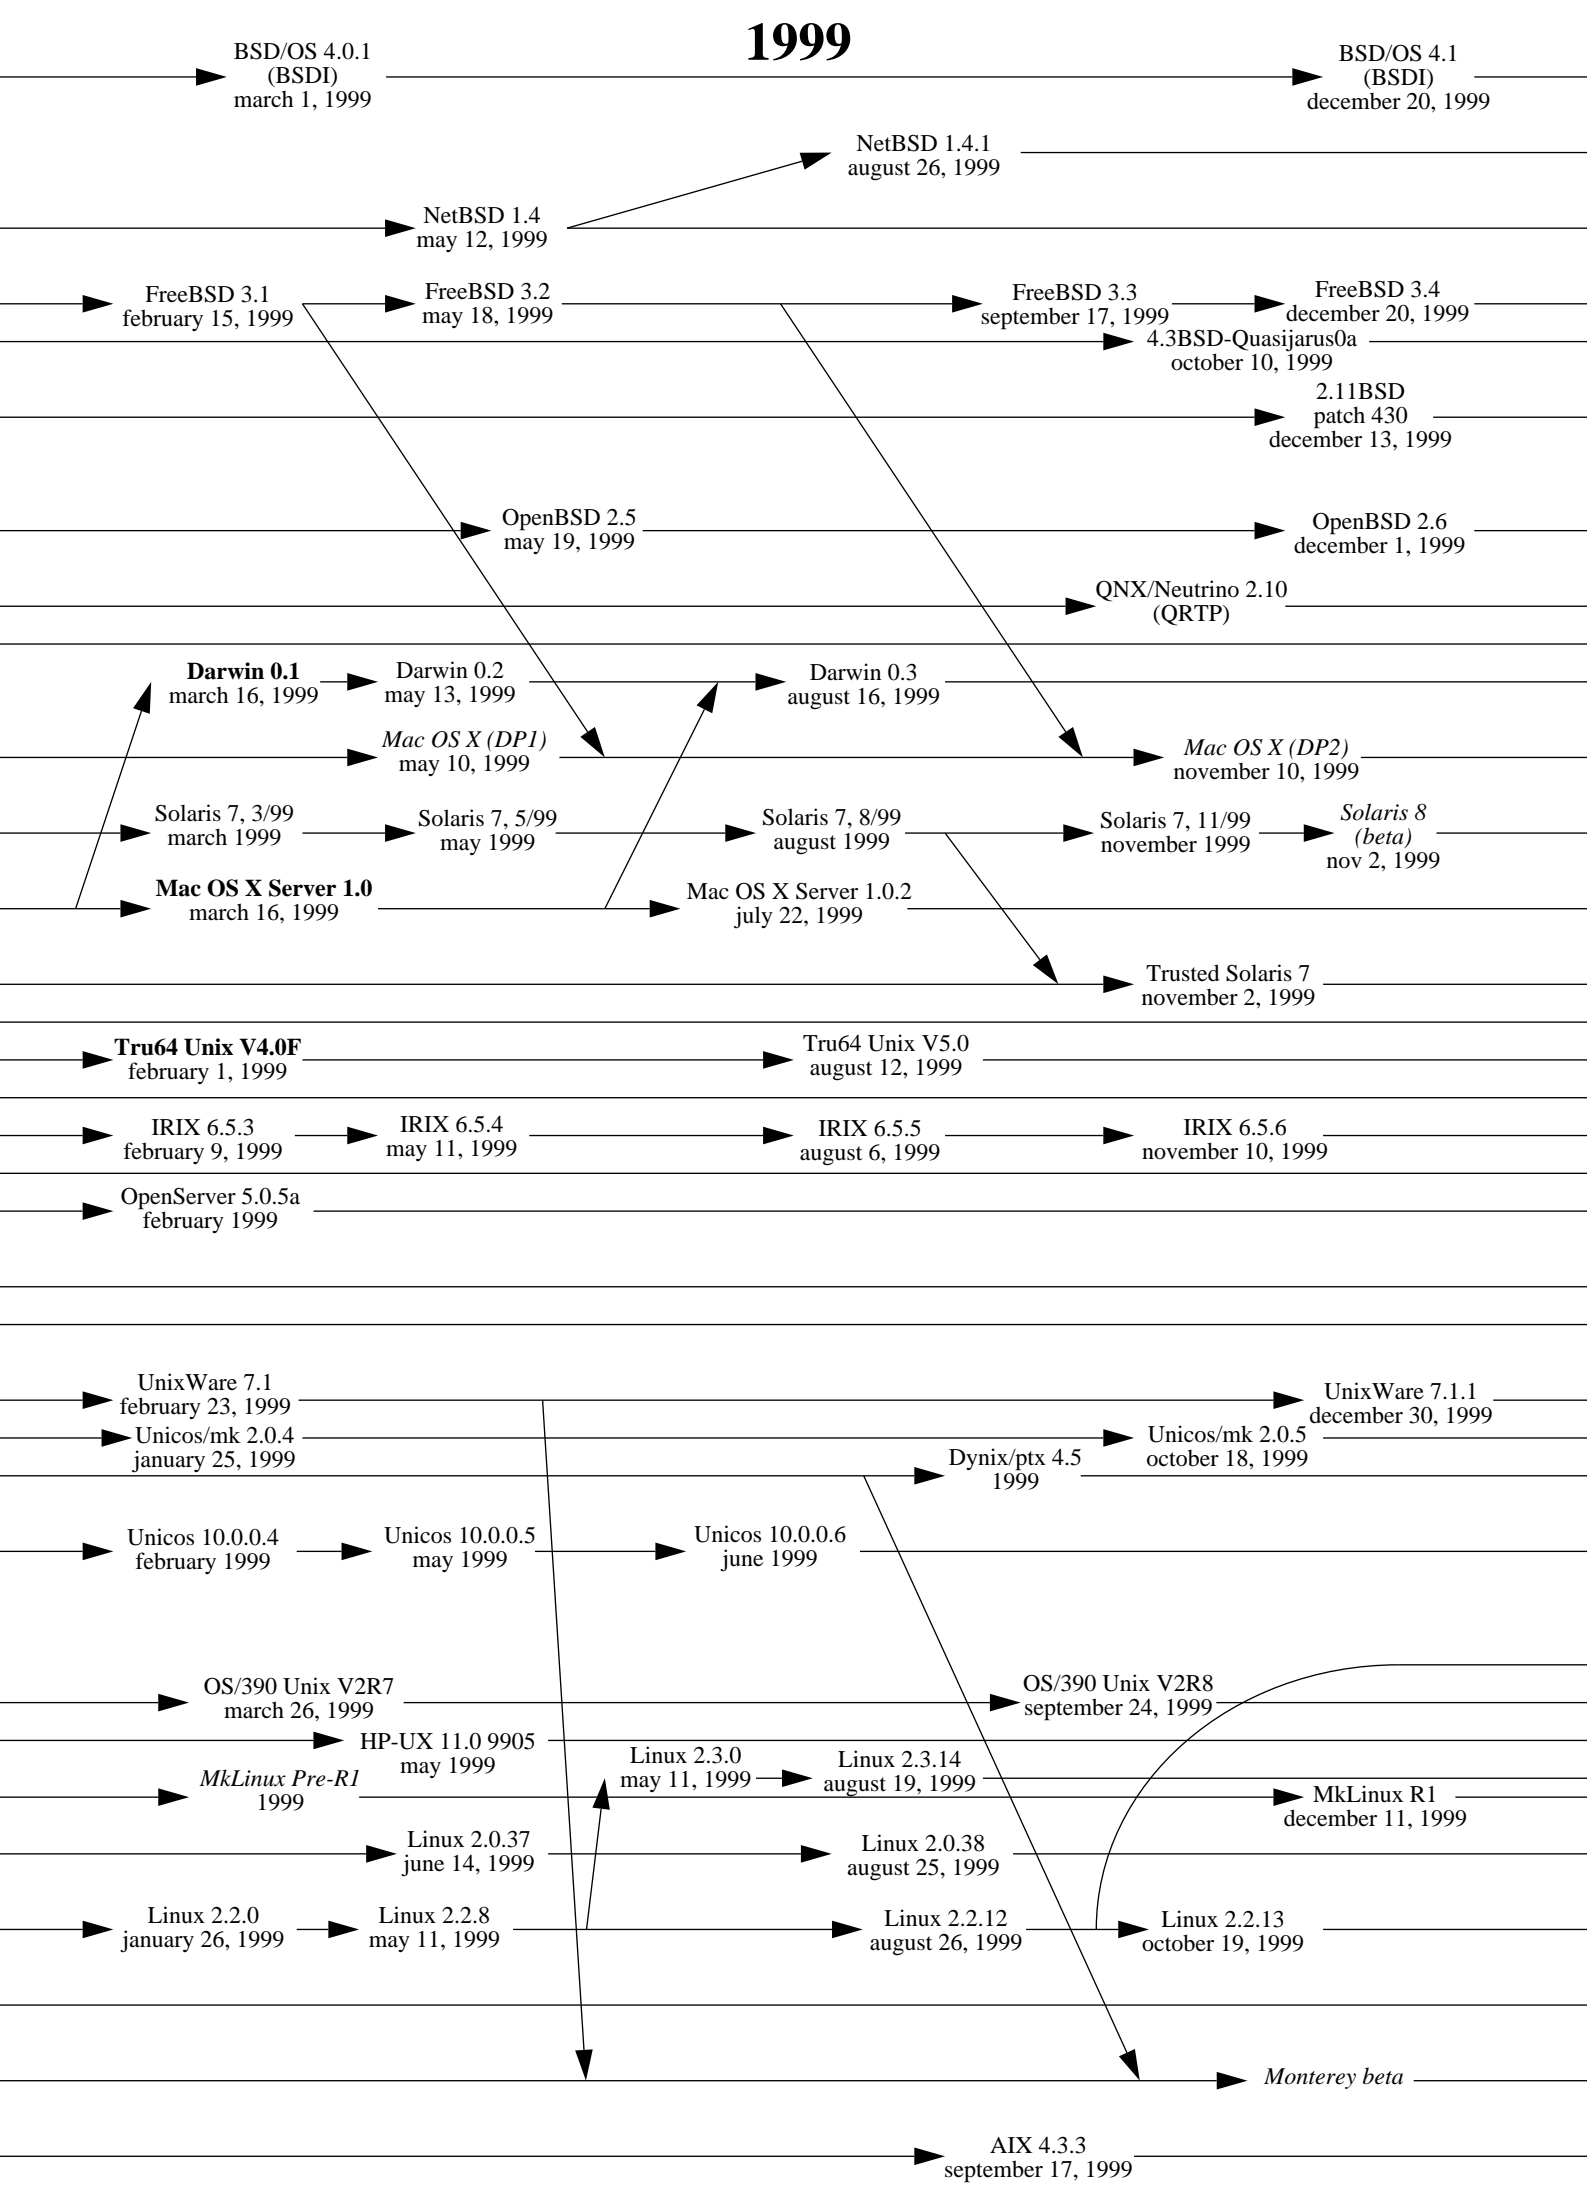 1999
BSD/OS 4.0.1
(BSDI)
march 1, 1999
BSD/OS 4.1
(BSDI)
december 20, 1999
NetBSD 1.4.1
august 26, 1999
NetBSD 1.4
may 12, 1999
FreeBSD 3.1
february 15, 1999
FreeBSD 3.2
may 18, 1999
FreeBSD 3.3
september 17, 1999
FreeBSD 3.4
december 20, 1999
4.3BSD-Quasijarus0a
october 10, 1999
2.11BSD
patch 430
december 13, 1999
OpenBSD 2.5
may 19, 1999
OpenBSD 2.6
december 1, 1999
QNX/Neutrino 2.10
(QRTP)
Darwin 0.1
march 16, 1999
Darwin 0.2
may 13, 1999
Darwin 0.3
august 16, 1999
Mac OS X (DP1)
may 10, 1999
Mac OS X (DP2)
november 10, 1999
Solaris 7, 3/99
march 1999
Solaris 7, 5/99
may 1999
Solaris 7, 8/99
august 1999
Solaris 7, 11/99
november 1999
Solaris 8
(beta)
nov 2, 1999
Mac OS X Server 1.0
march 16, 1999
Mac OS X Server 1.0.2
july 22, 1999
Trusted Solaris 7
november 2, 1999
Tru64 Unix V4.0F
february 1, 1999
Tru64 Unix V5.0
august 12, 1999
IRIX 6.5.3
february 9, 1999
IRIX 6.5.4
may 11, 1999
IRIX 6.5.5
august 6, 1999
IRIX 6.5.6
november 10, 1999
OpenServer 5.0.5a
february 1999
UnixWare 7.1
february 23, 1999
UnixWare 7.1.1
december 30, 1999
Unicos/mk 2.0.4
january 25, 1999
Unicos/mk 2.0.5
october 18, 1999
Dynix/ptx 4.5
1999
Unicos 10.0.0.4
february 1999
Unicos 10.0.0.5
may 1999
Unicos 10.0.0.6
june 1999
OS/390 Unix V2R7
march 26, 1999
OS/390 Unix V2R8
september 24, 1999
HP-UX 11.0 9905
may 1999
Linux 2.3.0
may 11, 1999
Linux 2.3.14
august 19, 1999
MkLinux Pre-R1
1999
MkLinux R1
december 11, 1999
Linux 2.0.37
june 14, 1999
Linux 2.0.38
august 25, 1999
Linux 2.2.0
january 26, 1999
Linux 2.2.8
may 11, 1999
Linux 2.2.12
august 26, 1999
Linux 2.2.13
october 19, 1999
Monterey beta
AIX 4.3.3
september 17, 1999